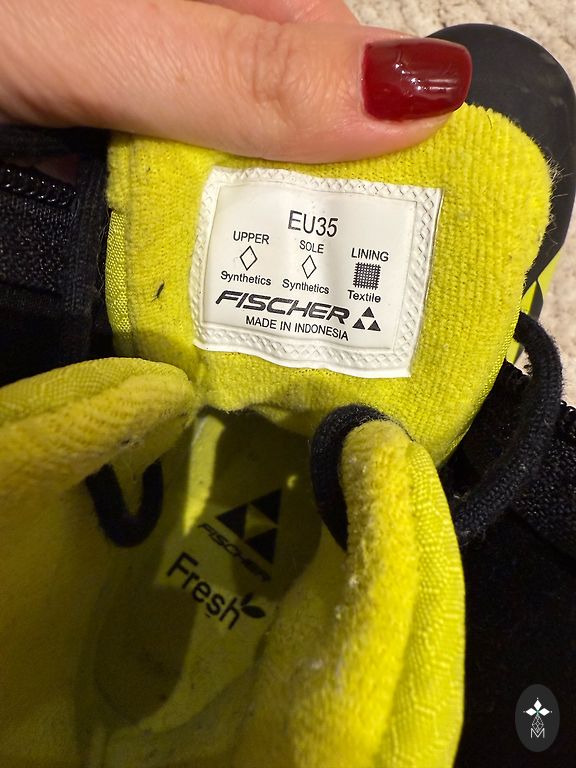 EU35
UPPER SOLE LINING
Synthetics Synthetics Textile
FISCHER
MADE IN INDONESIA
FISCHER
Fresh
M